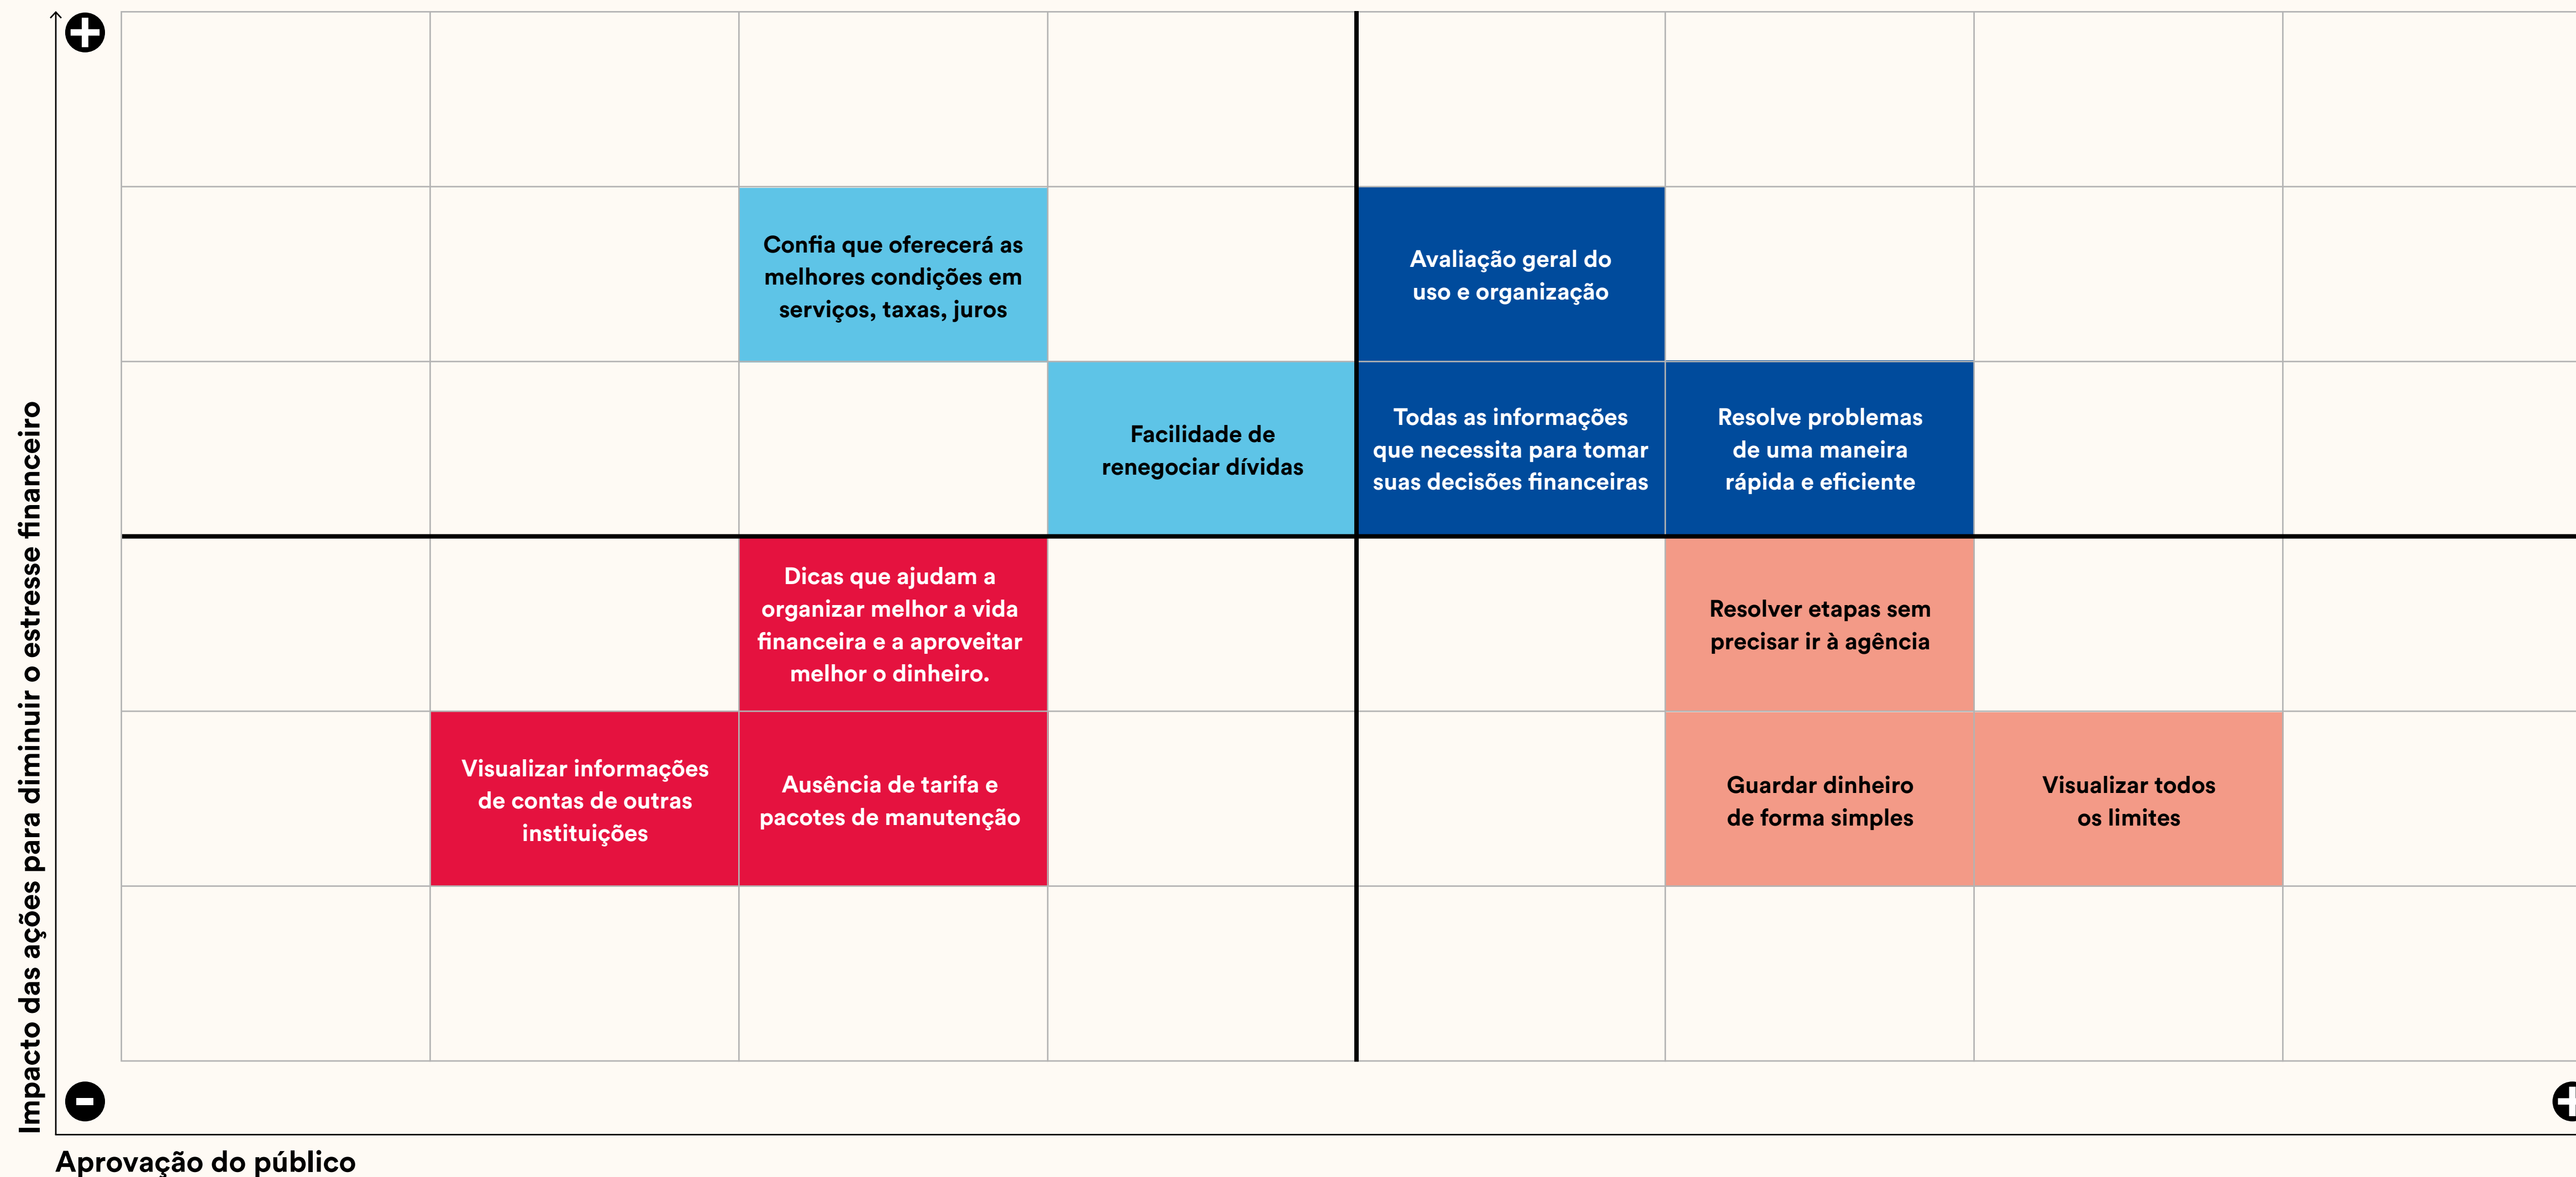 Impacto das ações para diminuir o estresse financeiro
Confia que oferecerá as
melhores condições em
serviços, taxas, juros
Avaliação geral do
uso e organização
Facilidade de
renegociar dívidas
Todas as informações
que necessita para tomar
suas decisões financeiras
Resolve problemas
de uma maneira
rápida e eficiente
Dicas que ajudam a
organizar melhor a vida
financeira e a aproveitar
melhor o dinheiro.
Resolver etapas sem
precisar ir à agência
Visualizar informações
de contas de outras
instituições
Ausência de tarifa e
pacotes de manutenção
Guardar dinheiro
de forma simples
Visualizar todos
os limites
Aprovação do público